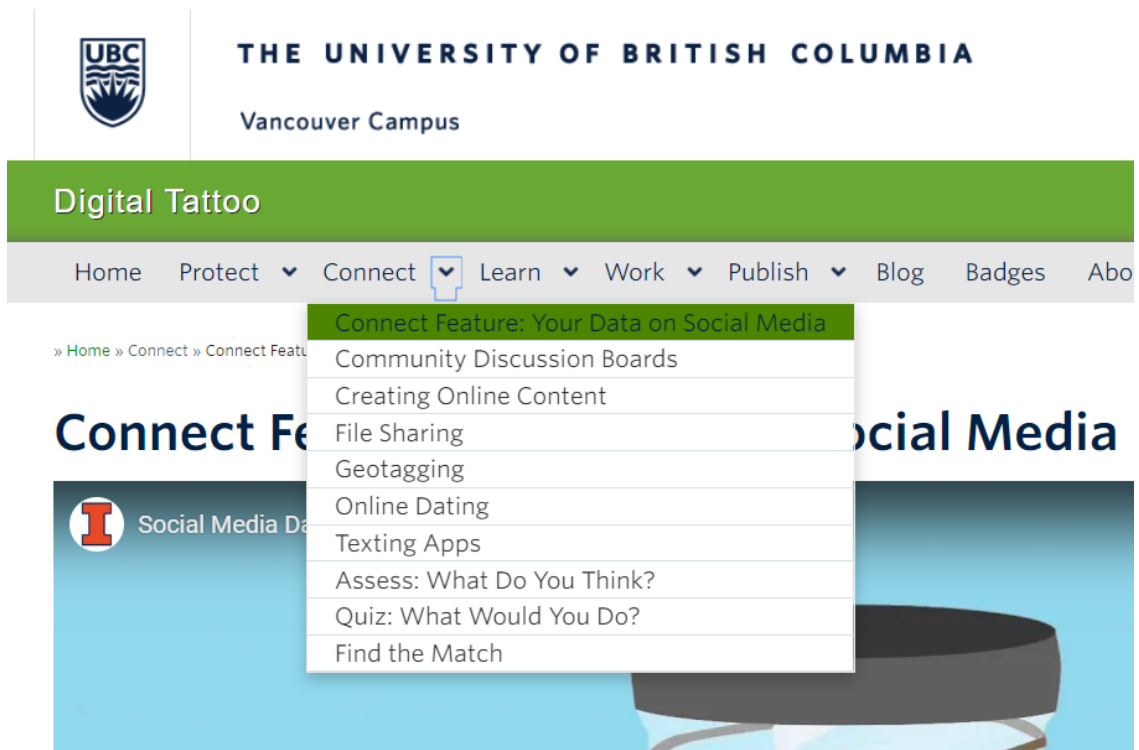 UBC
THE UNIVERSITY OF BRITISH COLUMBIA
Vancouver Campus
Digital Tattoo
Home Protect Connect Learn Work Publish Blog Badges Abo
Connect Feature: Your Data on Social Media
» Home » Connect » Connect Featu
Community Discussion Boards
Creating Online Content
Connect Fe ocial Media
File Sharing
Geotagging
Online Dating
I Social Media Da
Texting Apps
Assess: What Do You Think?
Quiz: What Would You Do?
Find the Match